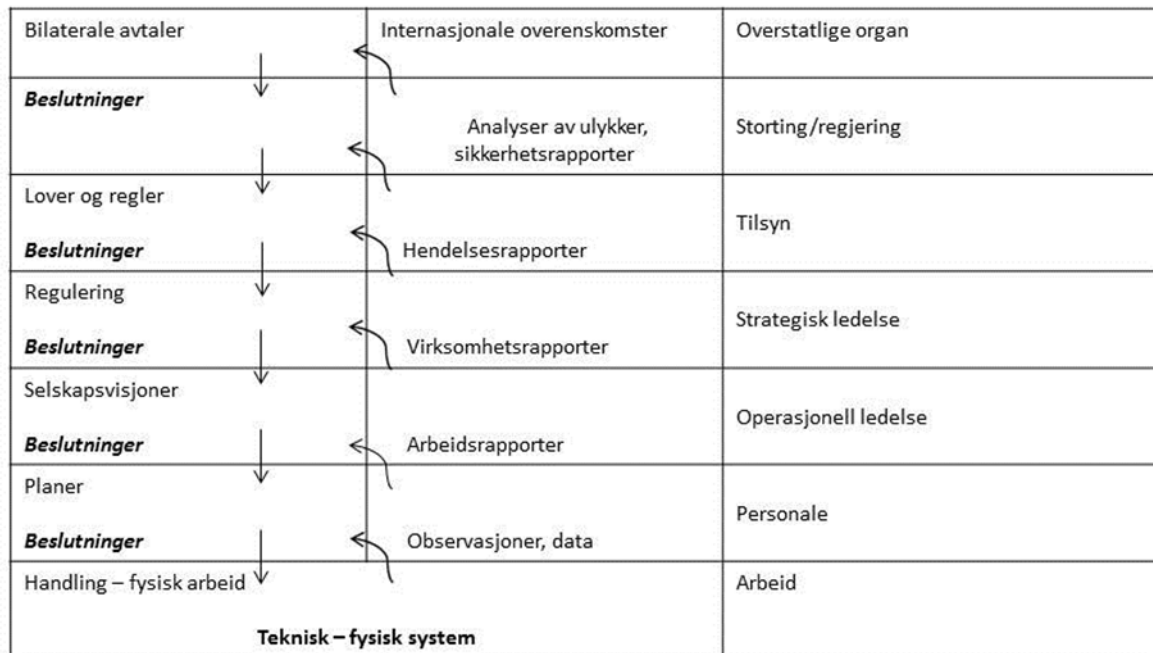 Bilaterale avtaler
Internasjonale overenskomster
Overstatlige organ
Beslutninger
Analyser av ulykker,
sikkerhetsrapporter
Storting/regjering
Lover og regler
Tilsyn
Beslutninger
Hendelsesrapporter
Regulering
Strategisk ledelse
Beslutninger
Virksomhetsrapporter
Selskapsvisjoner
Operasjonell ledelse
Beslutninger
Arbeidsrapporter
Planer
Personale
Beslutninger
Observasjoner, data
Handling – fysisk arbeid
Arbeid
Teknisk – fysisk system